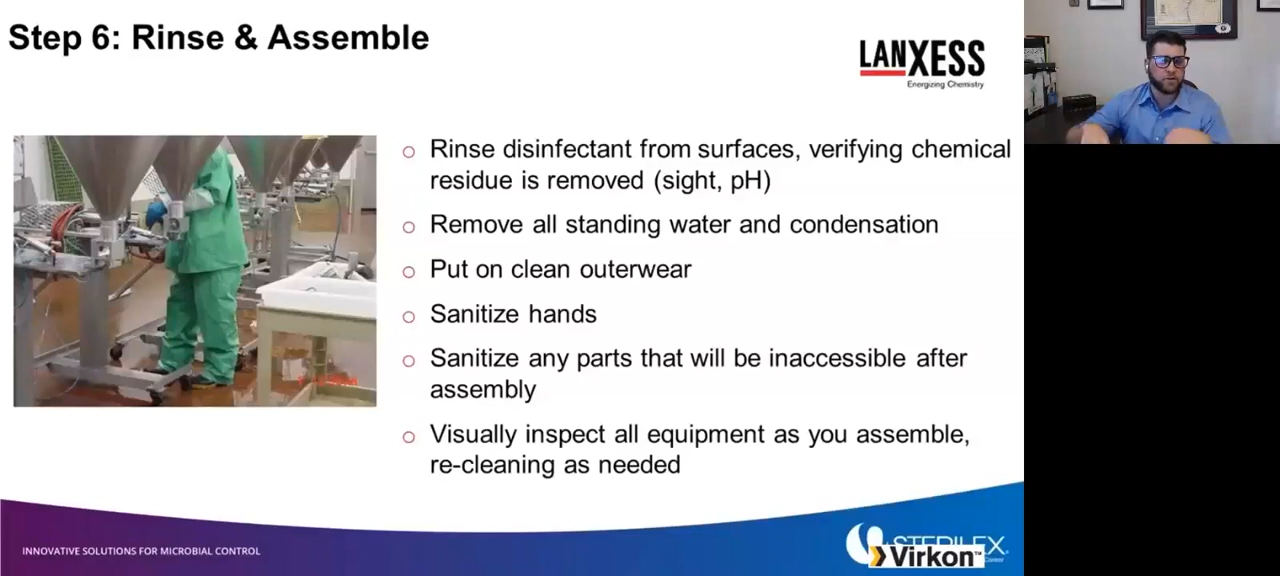 Step 6: Rinse & Assemble
LANXESS
Energizing Chemistry
Rinse disinfectant from surfaces, verifying chemical
residue is removed (sight, pH)
Remove all standing water and condensation
Put on clean outerwear
Sanitize hands
Sanitize any parts that will be inaccessible after
assembly
Visually inspect all equipment as you assemble,
re-cleaning as needed
INNOVATIVE SOLUTIONS FOR MICROBIAL CONTROL
STERILEX
Virkon™